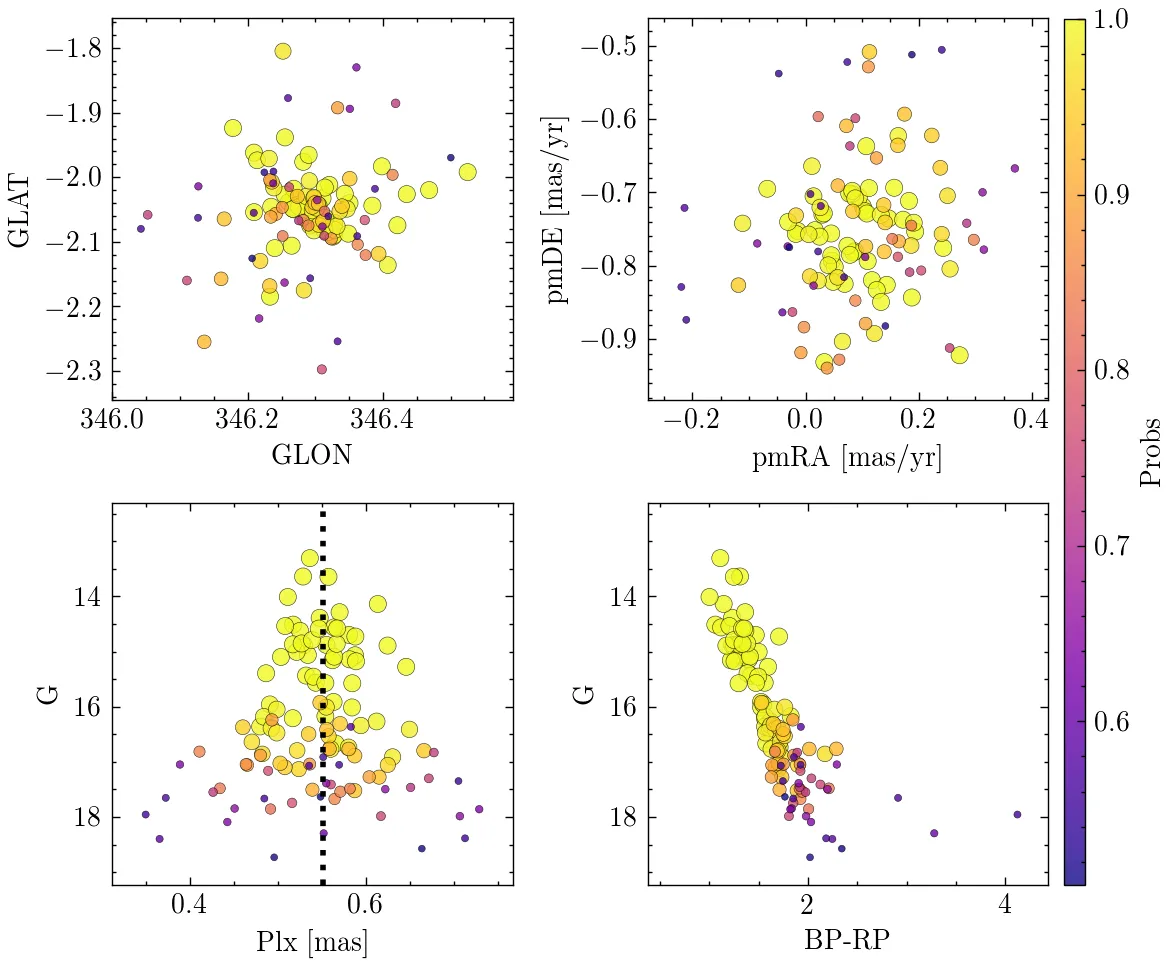 −1.8
−1.9
−2.0
−2.1
−2.2
−2.3
GLAT
346.0 346.2 346.4
GLON
−0.5
−0.6
−0.7
−0.8
−0.9
pmDE [mas/yr]
−0.2 0.0 0.2 0.4
pmRA [mas/yr]
14
16
18
G
0.4 0.6
Plx [mas]
14
16
18
G
2 4
BP-RP
1.0
0.9
0.8
0.7
0.6
Probs